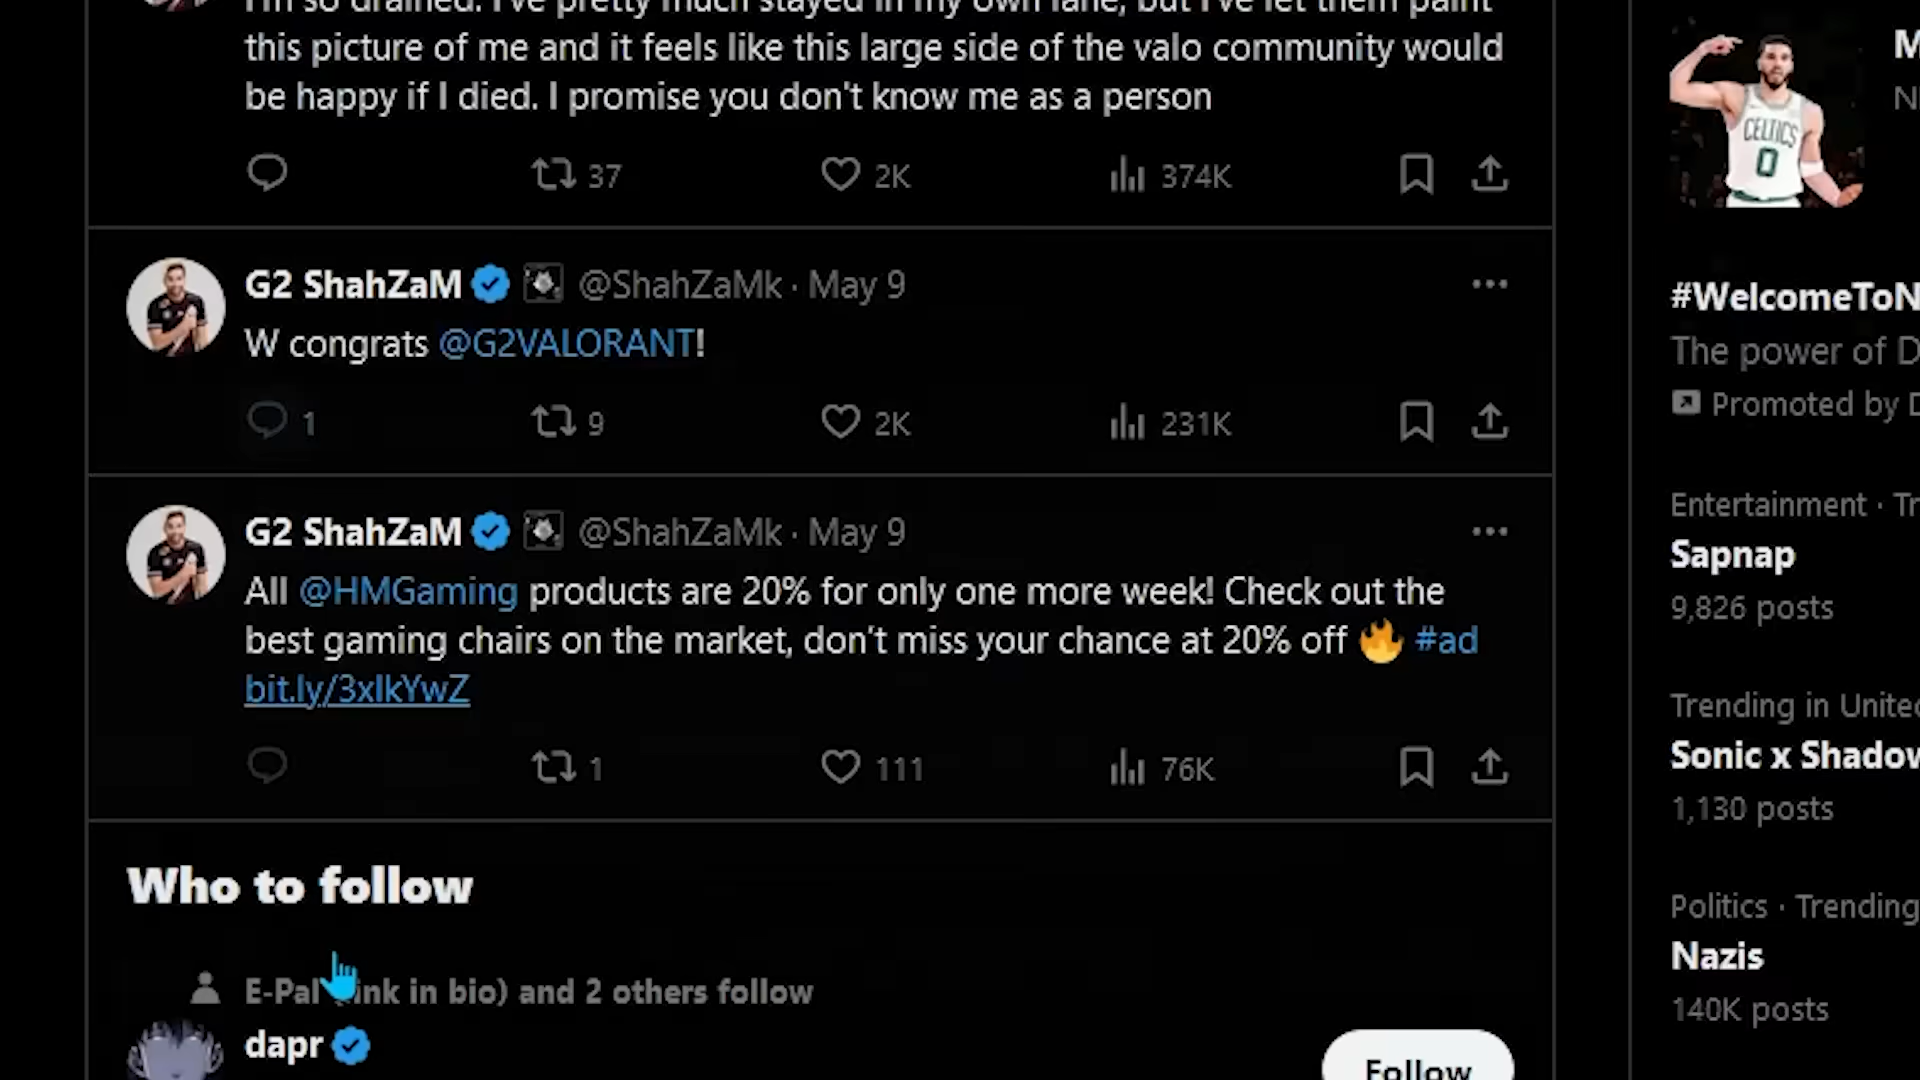 I'm so drained. I've pretty much stayed in my own lane, but I've let them paint
this picture of me and it feels like this large side of the valo community would
be happy if I died. I promise you don't know me as a person
37 2K 374K
G2 ShahZaM @ShahZaMk · May 9
W congrats @G2VALORANT!
1 9 2K 231K
G2 ShahZaM @ShahZaMk · May 9
All @HMGaming products are 20% for only one more week! Check out the
best gaming chairs on the market, don't miss your chance at 20% off 🔥 #ad
bit.ly/3xlkYwZ
1 111 76K
Who to follow
E-Pal ink in bio) and 2 others follow
dapr
Follow
M
N
CELTICS
0
#WelcomeToN
The power of D
Promoted by D
Entertainment · Tr
Sapnap
9,826 posts
Trending in United
Sonic x Shadow
1,130 posts
Politics · Trending
Nazis
140K posts